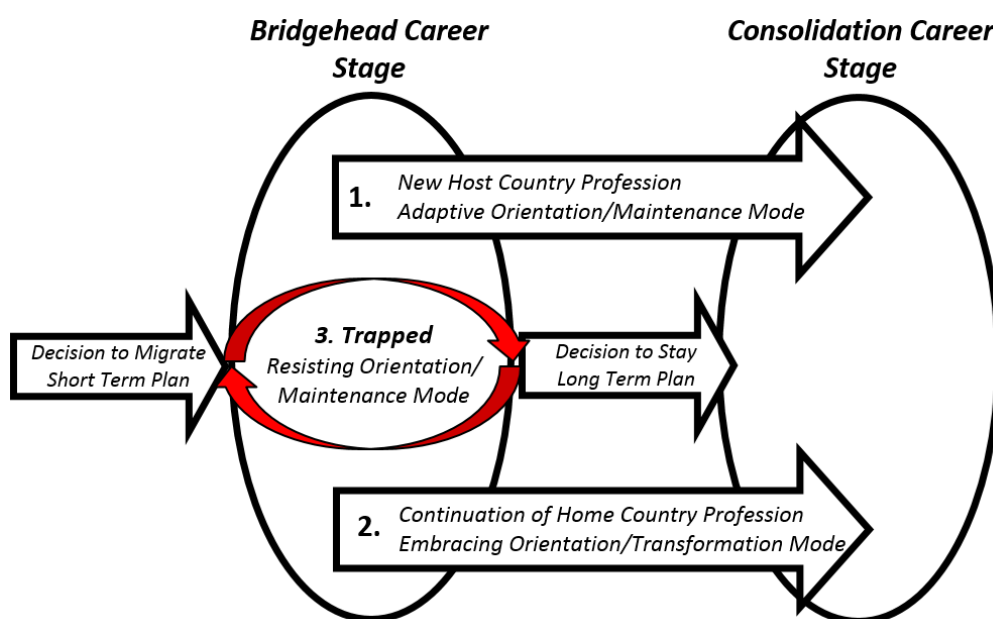 Bridgehead Career
Stage
Consolidation Career
Stage
1.
New Host Country Profession
Adaptive Orientation/Maintenance Mode
Decision to Migrate
Short Term Plan
3. Trapped
Resisting Orientation/
Maintenance Mode
Decision to Stay
Long Term Plan
2.
Continuation of Home Country Profession
Embracing Orientation/Transformation Mode